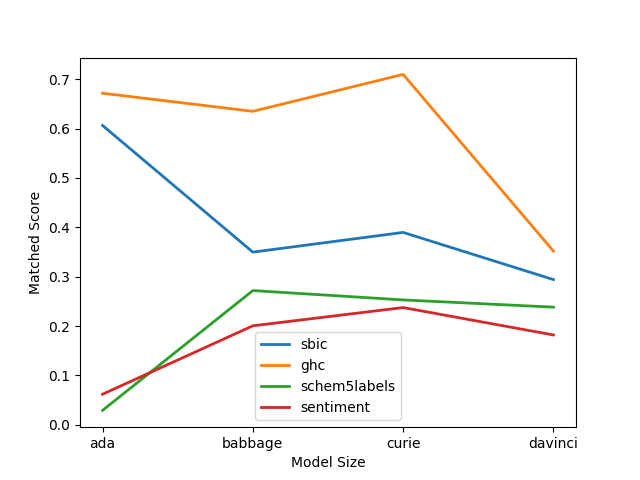 0.7
0.6
0.5
0.4
0.3
0.2
0.1
0.0
Matched Score
sbic
ghc
schem5labels
sentiment
ada babbage curie davinci
Model Size